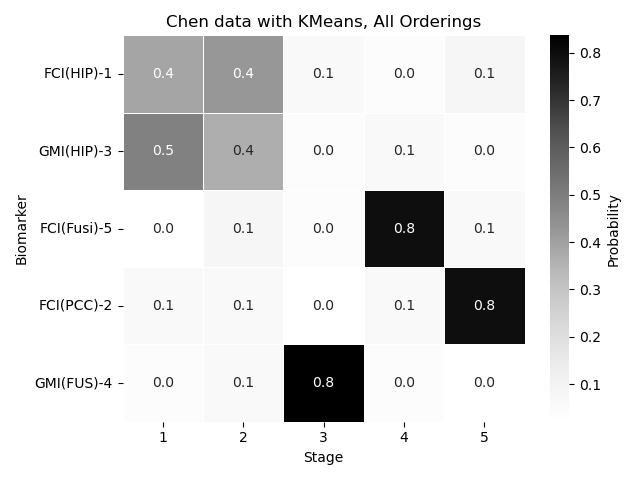 Chen data with KMeans, All Orderings
FCI(HIP)-1 0.4 0.4 0.1 0.0 0.1
GMI(HIP)-3 0.5 0.4 0.0 0.1 0.0
FCI(Fusi)-5 0.0 0.1 0.0 0.8 0.1
FCI(PCC)-2 0.1 0.1 0.0 0.1 0.8
GMI(FUS)-4 0.0 0.1 0.8 0.0 0.0
1 2 3 4 5
Stage
Biomarker
0.8
0.7
0.6
0.5
0.4
0.3
0.2
0.1
Probability